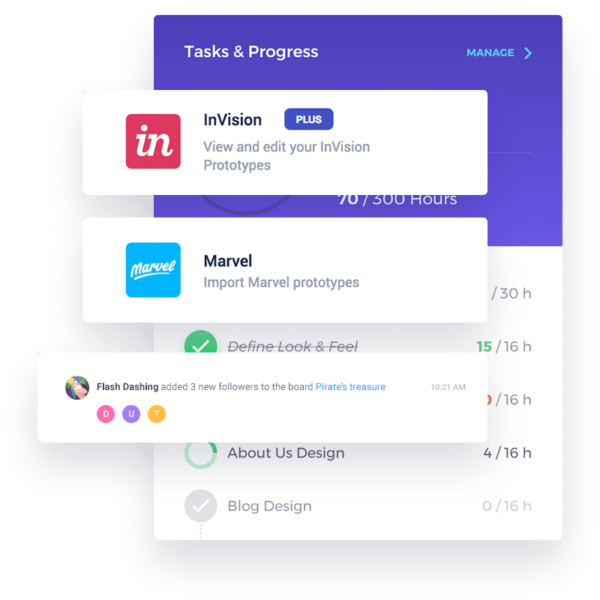 Tasks & Progress
MANAGE
in
InVision PLUS
View and edit your InVision
Prototypes
70 / 300 Hours
Marvel
Marvel
Import Marvel prototypes
/ 30 h
Define Look & Feel 15 / 16 h
Flash Dashing added 3 new followers to the board Pirate's treasure 10:21 AM
D U T
/ 16 h
About Us Design 4 / 16 h
Blog Design 0 / 16 h